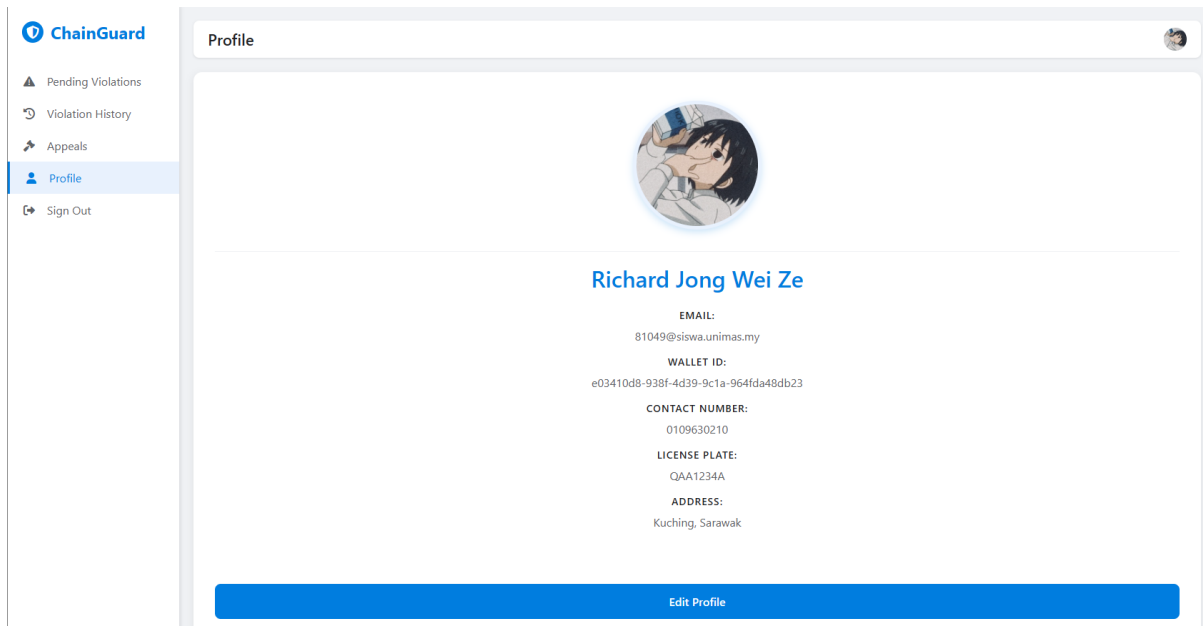 ChainGuard
Pending Violations
Violation History
Appeals
Profile
Sign Out
Profile
Richard Jong Wei Ze
EMAIL:
81049@siswa.unimas.my
WALLET ID:
e03410d8-938f-4d39-9c1a-964fda48db23
CONTACT NUMBER:
0109630210
LICENSE PLATE:
QAA1234A
ADDRESS:
Kuching, Sarawak
Edit Profile